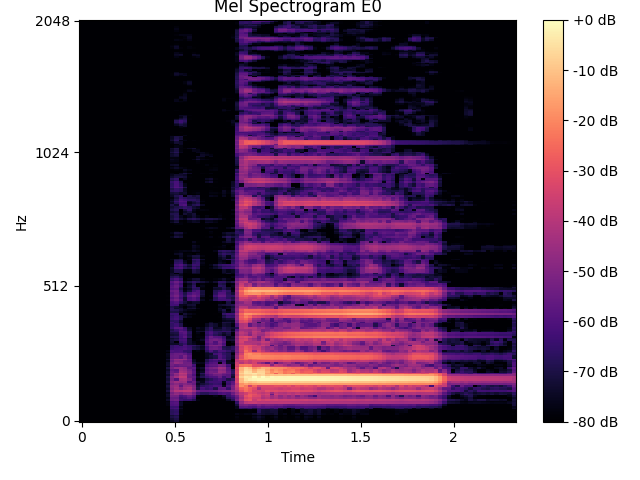 Mel Spectrogram E0
2048
1024
512
0
Hz
0
0.5
1
1.5
2
Time
+0 dB
-10 dB
-20 dB
-30 dB
-40 dB
-50 dB
-60 dB
-70 dB
-80 dB